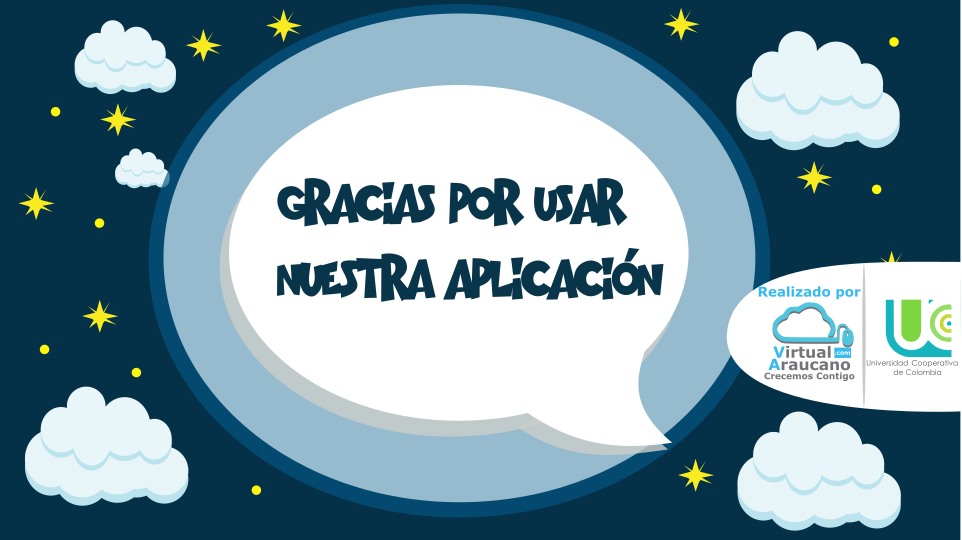 GRACIAS POR USAR
NUESTRA APLICACIÓN
Realizado por
Virtual .com
Araucano
Crecemos Contigo
UC
Universidad Cooperativa
de Colombia